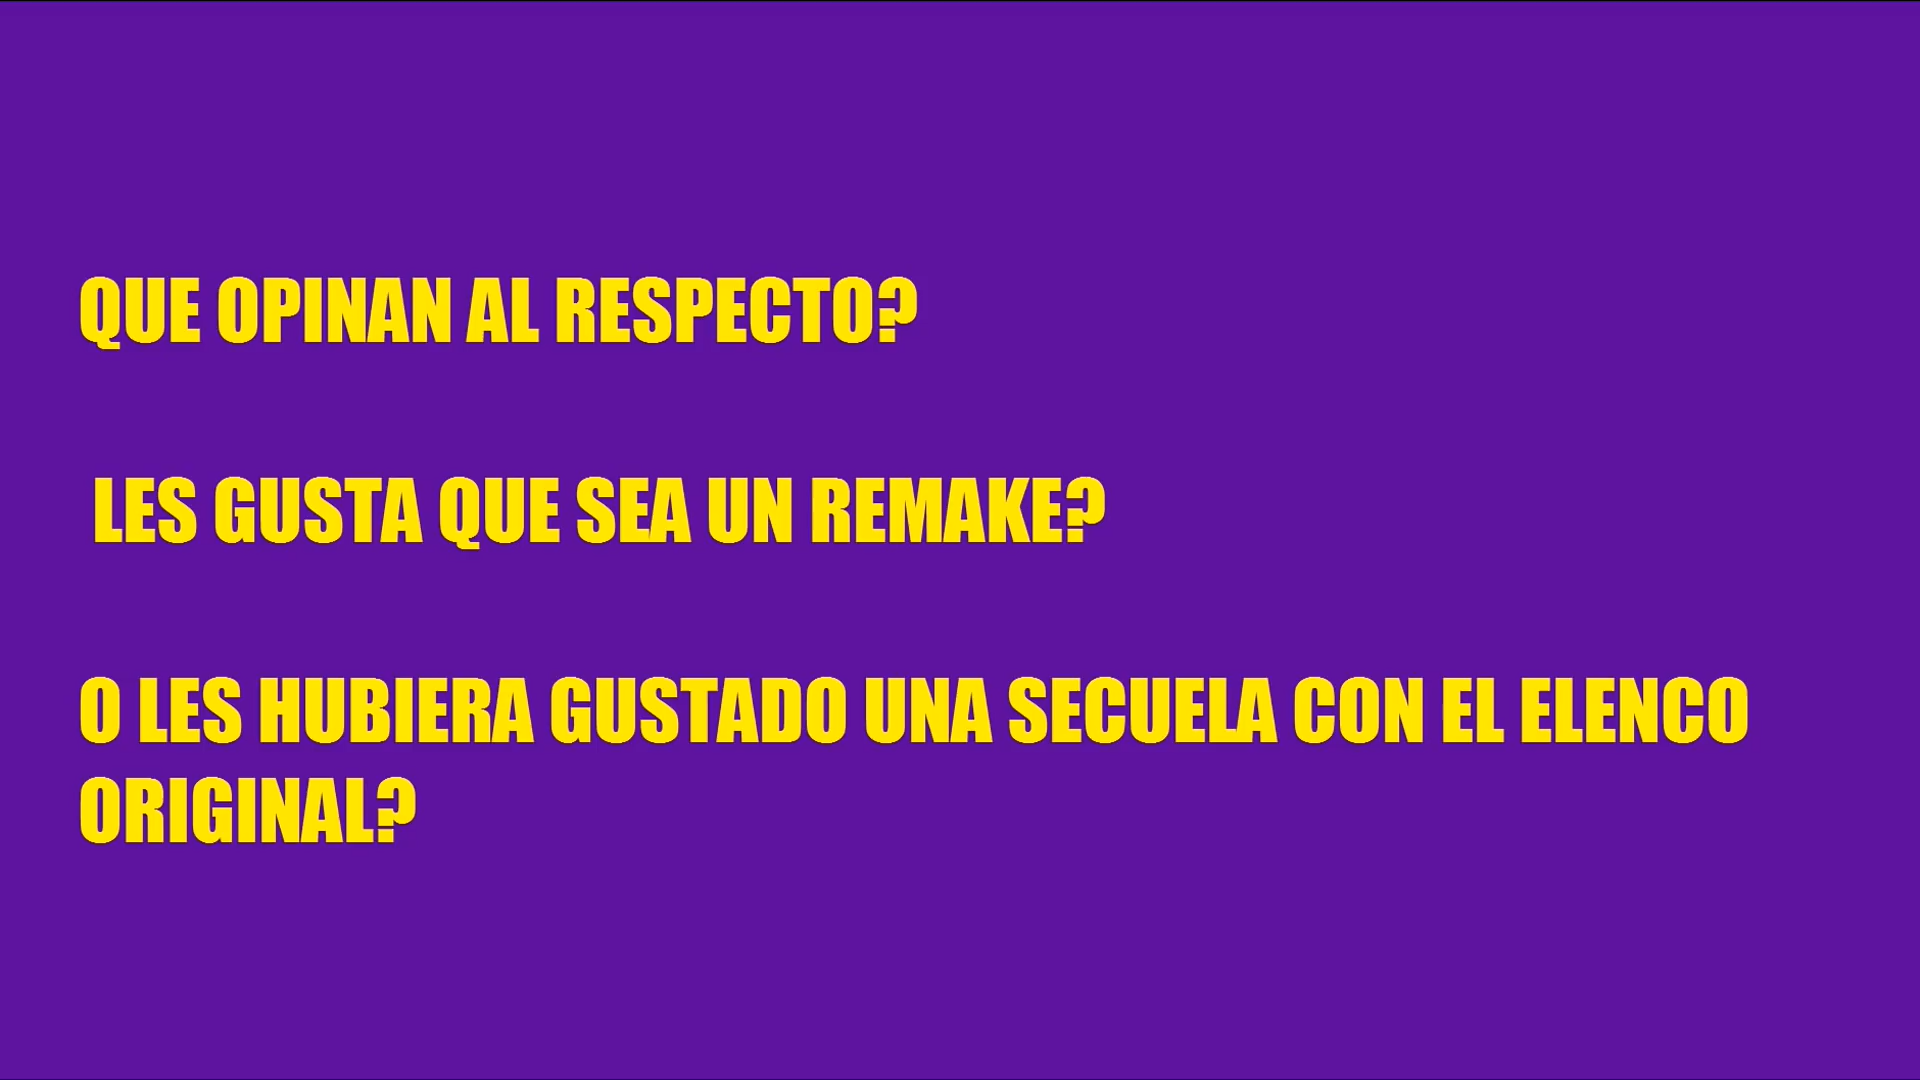 QUE OPINAN AL RESPECTO?
LES GUSTA QUE SEA UN REMAKE?
O LES HUBIERA GUSTADO UNA SECUELA CON EL ELENCO
ORIGINAL?